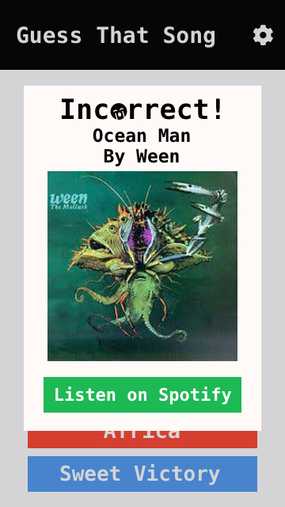 Guess That Song
Incorrect!
Ocean Man
By Ween
ween
The Mollusk
Listen on Spotify
Africa
Sweet Victory